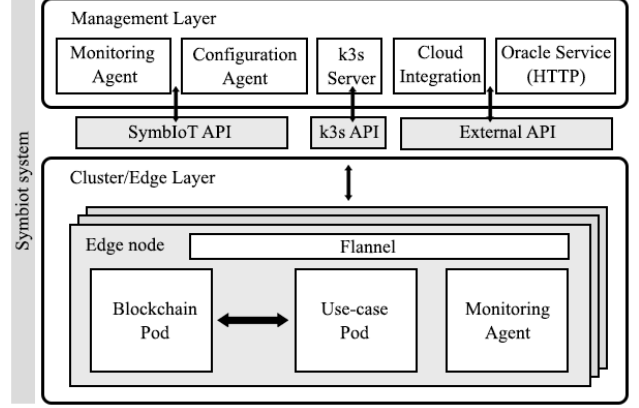 Symbiot system
Management Layer
Monitoring
Agent
Configuration
Agent
k3s
Server
Cloud
Integration
Oracle Service
(HTTP)
SymbIoT API
k3s API
External API
Cluster/Edge Layer
Edge node
Flannel
Blockchain
Pod
Use-case
Pod
Monitoring
Agent